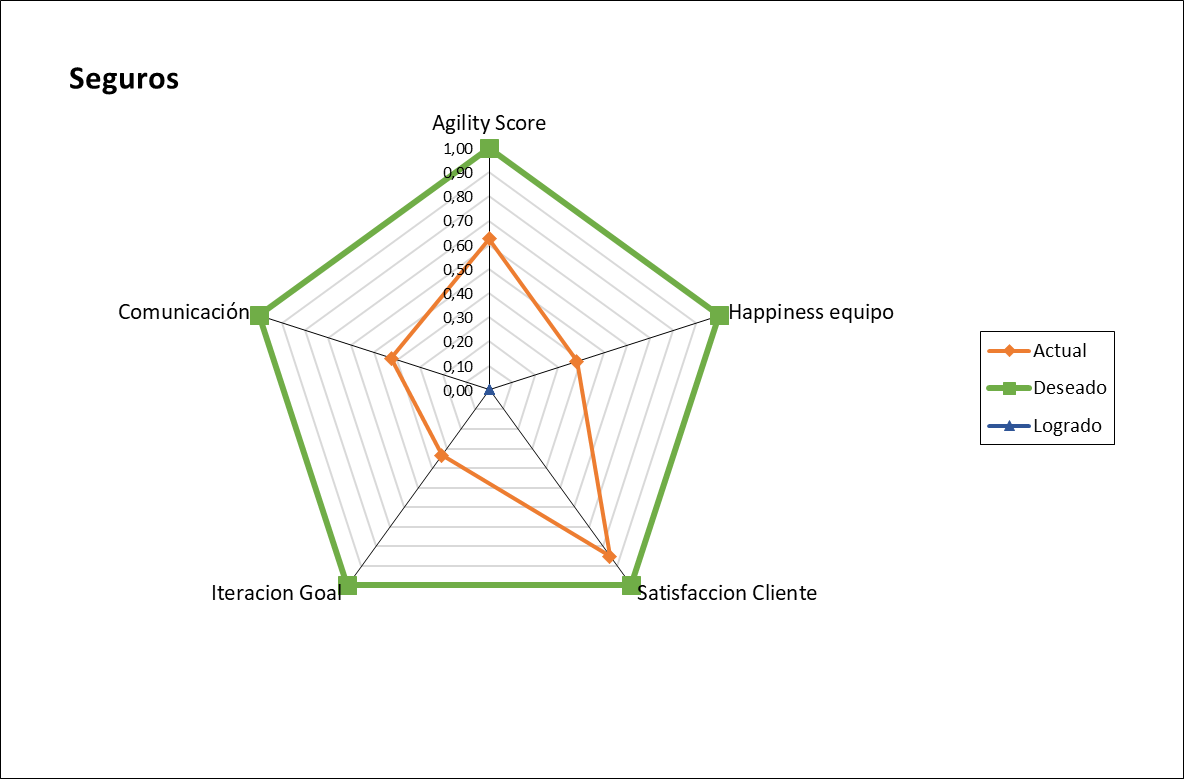 Seguros
Agility Score
1,00
0,90
0,80
0,70
0,60
0,50
0,40
0,30
0,20
0,10
0,00
Comunicación
Happiness equipo
Iteracion Goal
Satisfaccion Cliente
Actual
Deseado
Logrado